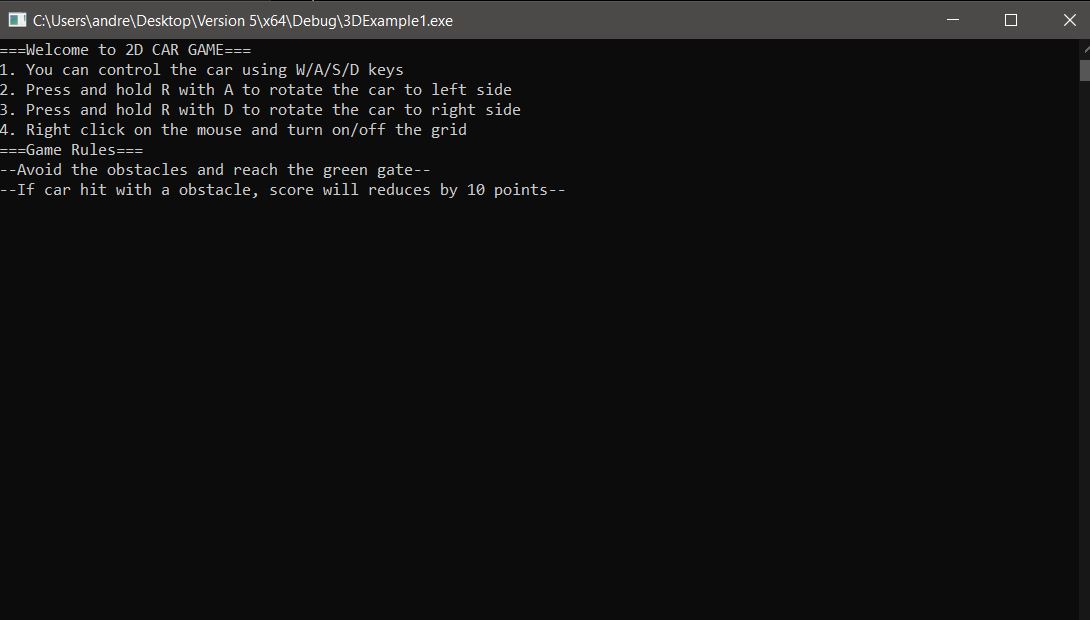 C:\Users\andre\Desktop\Version 5\x64\Debug\3DExample1.exe
===Welcome to 2D CAR GAME===
1. You can control the car using W/A/S/D keys
2. Press and hold R with A to rotate the car to left side
3. Press and hold R with D to rotate the car to right side
4. Right click on the mouse and turn on/off the grid
===Game Rules===
--Avoid the obstacles and reach the green gate--
--If car hit with a obstacle, score will reduces by 10 points--